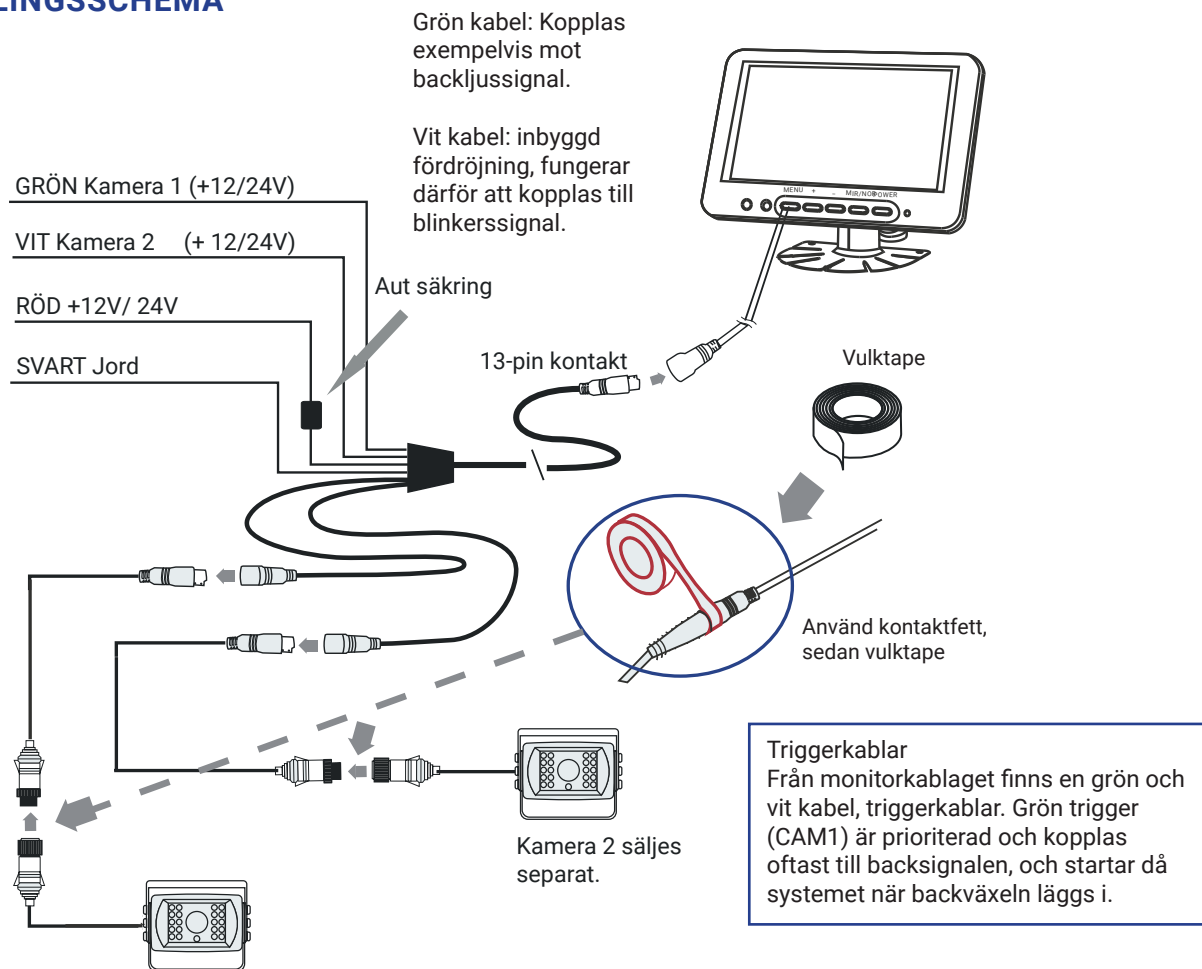 LINGSSCHEMA
Grön kabel: Kopplas
exempelvis mot
backljussignal.
Vit kabel: inbyggd
fördröjning, fungerar
därför att kopplas till
blinkerssignal.
GRÖN Kamera 1 (+12/24V)
VIT Kamera 2 (+ 12/24V)
RÖD +12V/ 24V
SVART Jord
Aut säkring
13-pin kontakt
MENU + - MIR/NOR POWER
Vulktape
Använd kontaktfett,
sedan vulktape
Kamera 2 säljes
separat.
Triggerkablar
Från monitorkablaget finns en grön och
vit kabel, triggerkablar. Grön trigger
(CAM1) är prioriterad och kopplas
oftast till backsignalen, och startar då
systemet när backväxeln läggs i.